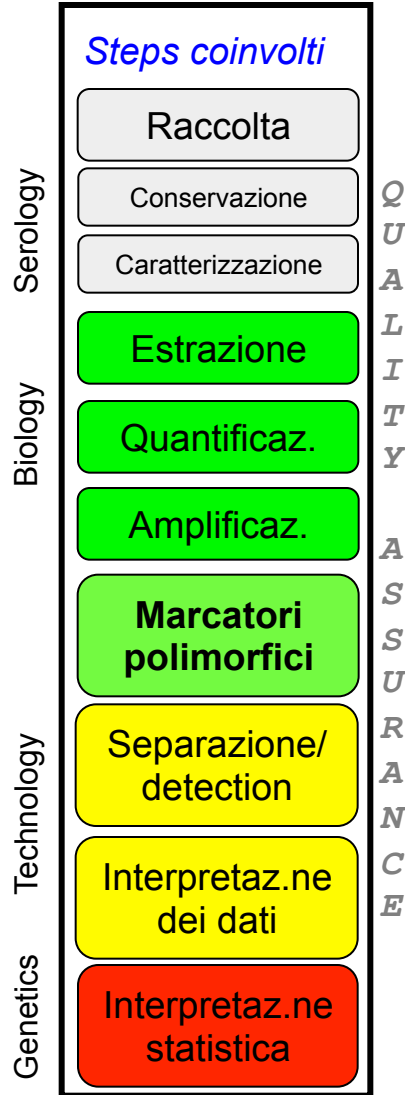 Steps coinvolti
Raccolta
Conservazione
Caratterizzazione
Estrazione
Quantificaz.
Amplificaz.
Marcatori
polimorfici
Separazione/
detection
Interpretaz.ne
dei dati
Interpretaz.ne
statistica
Serology
Biology
Technology
Genetics
QUALITY ASSURANCE